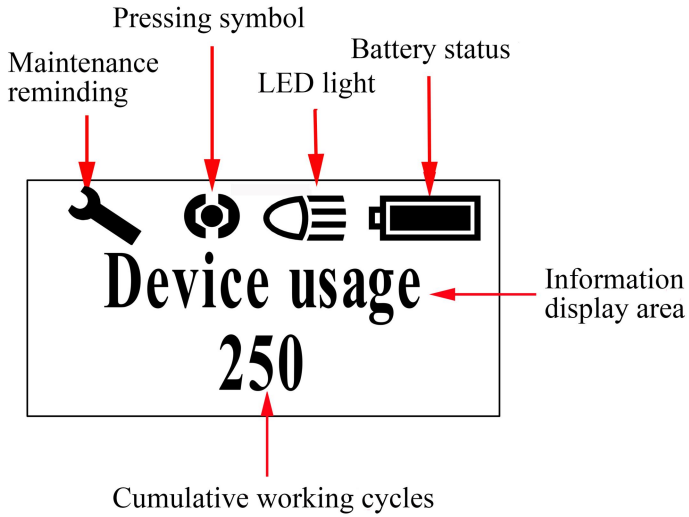 Pressing symbol
Battery status
Maintenance
reminding
LED light
Device usage
250
Information
display area
Cumulative working cycles